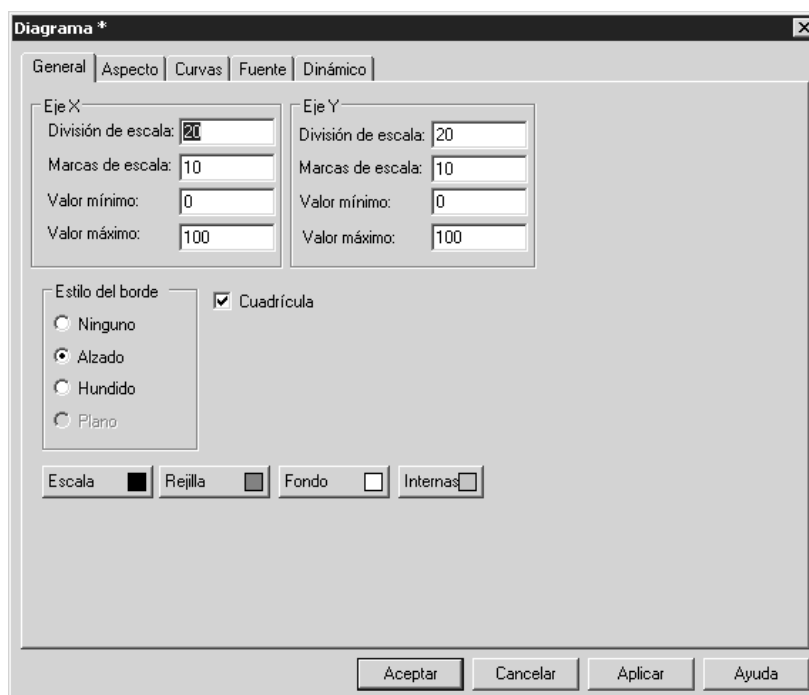 Diagrama *
General Aspecto Curvas Fuente Dinámico
Eje X
División de escala: 20
Marcas de escala: 10
Valor mínimo: 0
Valor máximo: 100
Eje Y
División de escala: 20
Marcas de escala: 10
Valor mínimo: 0
Valor máximo: 100
Estilo del borde
Ninguno
Alzado
Hundido
Plano
Cuadrícula
Escala Rejilla Fondo Internas
Aceptar Cancelar Aplicar Ayuda